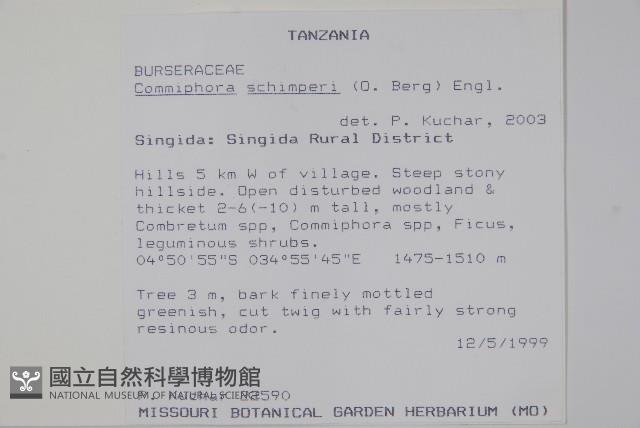 TANZANIA
BURSERACEAE
Commiphora schimperi (O. Berg) Engl.
det. P. Kuchar, 2003
Singida: Singida Rural District
Hills 5 km W of village. Steep stony
hillside. Open disturbed woodland &
thicket 2-6(-10) m tall, mostly
Combretum spp, Commiphora spp, Ficus,
leguminous shrubs.
04°50'55"S 034°55'45"E 1475-1510 m
Tree 3 m, bark finely mottled
greenish, cut twig with fairly strong
resinous odor.
12/5/1999
國立自然科學博物館
NATIONAL MUSEUM OF NATURAL SCIENCE
Kuchar
MISSOURI BOTANICAL GARDEN HERBARIUM (MO)